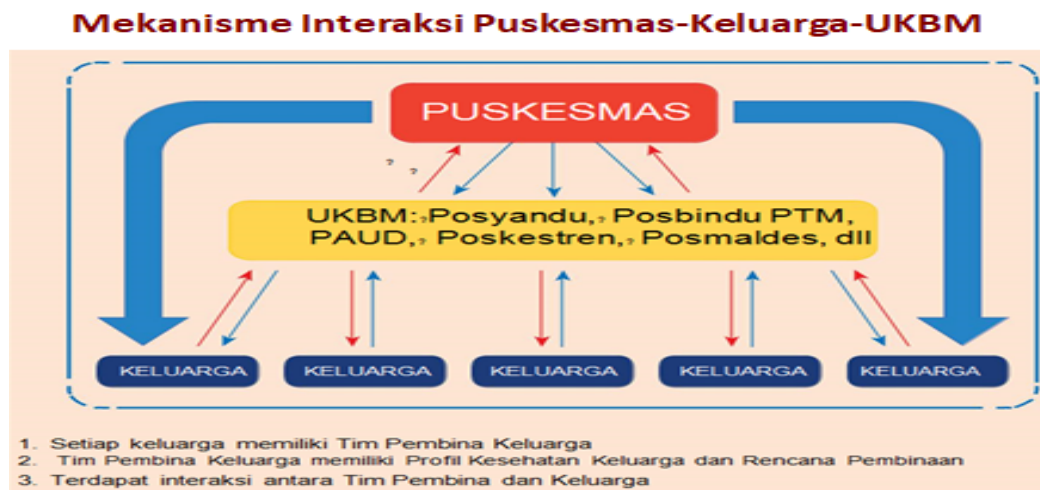 Mekanisme Interaksi Puskesmas-Keluarga-UKBM
PUSKESMAS
? ?
UKBM:?Posyandu,? Posbindu PTM,
PAUD,? Poskestren,? Posmaldes, dll
KELUARGA KELUARGA KELUARGA KELUARGA KELUARGA
1. Setiap keluarga memiliki Tim Pembina Keluarga
2. Tim Pembina Keluarga memiliki Profil Kesehatan Keluarga dan Rencana Pembinaan
3. Terdapat interaksi antara Tim Pembina dan Keluarga